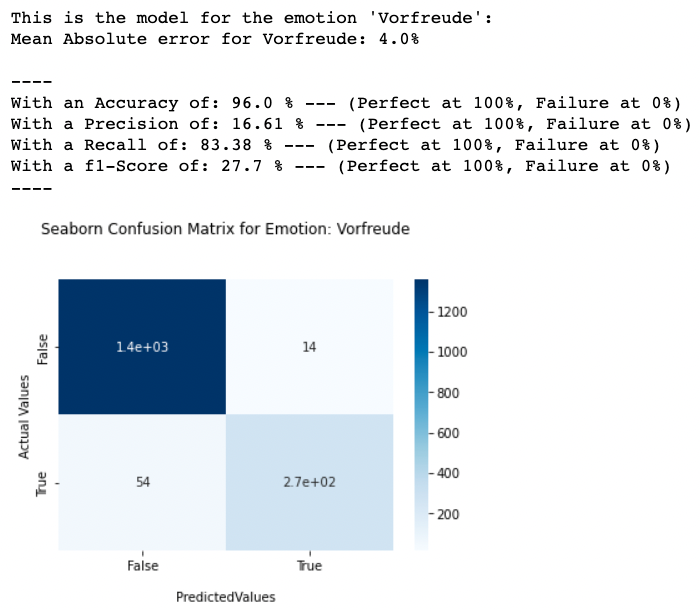 This is the model for the emotion 'Vorfreude':
Mean Absolute error for Vorfreude: 4.0%
----
With an Accuracy of: 96.0 % --- (Perfect at 100%, Failure at 0%)
With a Precision of: 16.61 % --- (Perfect at 100%, Failure at 0%)
With a Recall of: 83.38 % --- (Perfect at 100%, Failure at 0%)
With a f1-Score of: 27.7 % --- (Perfect at 100%, Failure at 0%)
----
Seaborn Confusion Matrix for Emotion: Vorfreude
Actual Values
False
True
1.4e+03
14
54
2.7e+02
False
True
PredictedValues
1200
1000
800
600
400
200